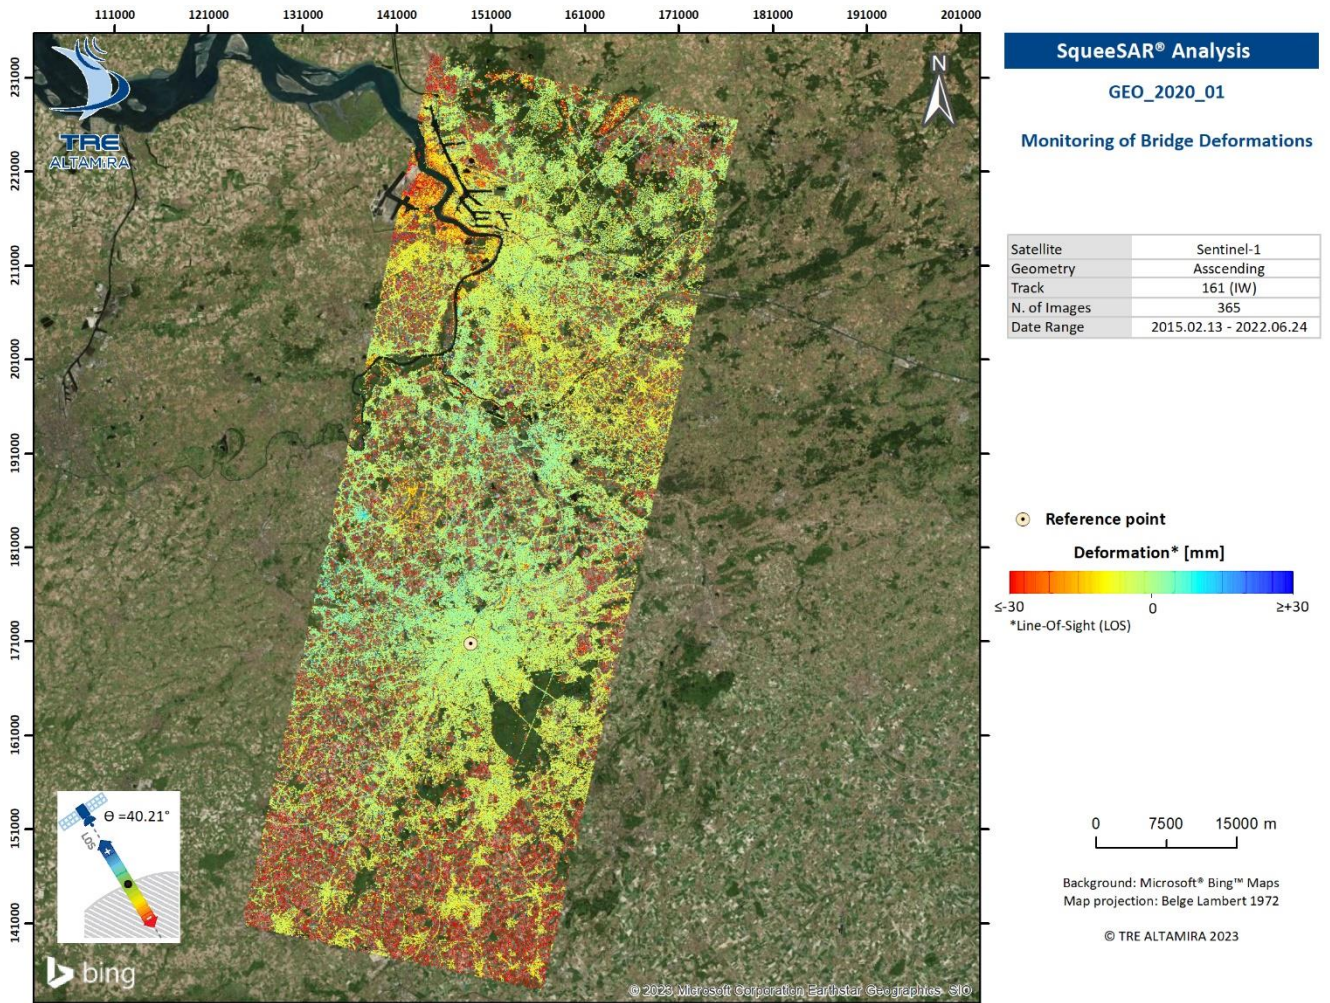 111000 121000 131000 141000 151000 161000 171000 181000 191000 201000
231000
221000
211000
201000
191000
181000
171000
161000
151000
141000
TRE
ALTAMIRA
N
Θ =40.21°
LOS
+
-
bing
© 2023 Microsoft Corporation Earthstar Geographics SIO
SqueeSAR® Analysis
GEO_2020_01
Monitoring of Bridge Deformations
Satellite Sentinel-1
Geometry Asscending
Track 161 (IW)
N. of Images 365
Date Range 2015.02.13 - 2022.06.24
Reference point
Deformation* [mm]
≤-30 0 ≥+30
*Line-Of-Sight (LOS)
0 7500 15000 m
Background: Microsoft® Bing™ Maps
Map projection: Belge Lambert 1972
© TRE ALTAMIRA 2023